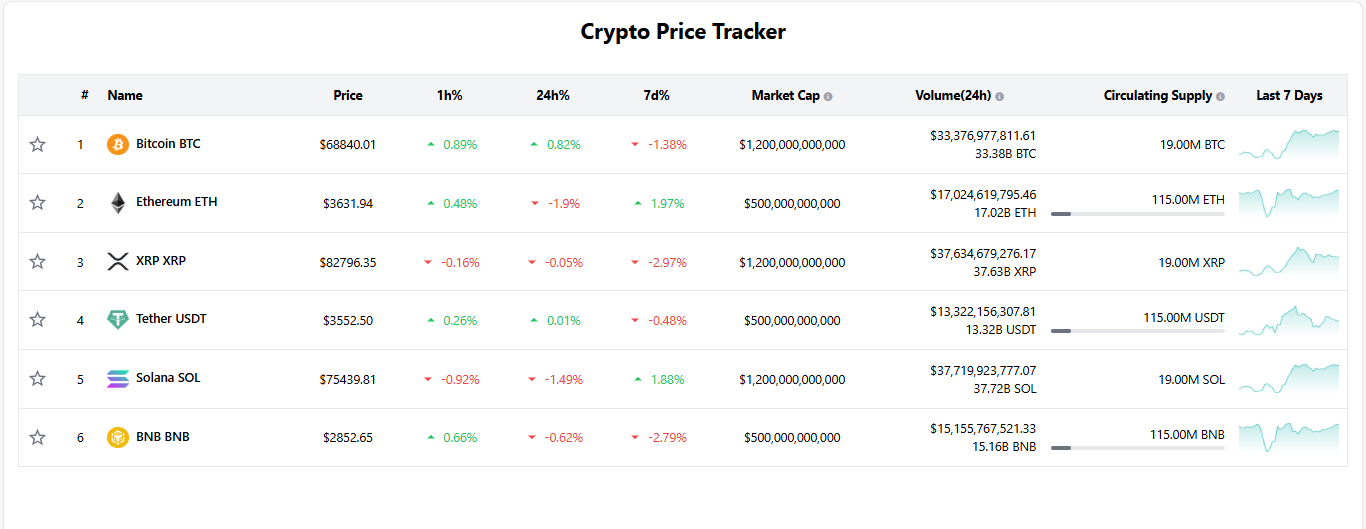 Crypto Price Tracker
# Name Price 1h% 24h% 7d% Market Cap Volume(24h) Circulating Supply Last 7 Days
1 Bitcoin BTC $68840.01 0.89% 0.82% -1.38% $1,200,000,000,000 $33,376,977,811.61 19.00M BTC
33.38B BTC
2 Ethereum ETH $3631.94 0.48% -1.9% 1.97% $500,000,000,000 $17,024,619,795.46 115.00M ETH
17.02B ETH
3 XRP XRP $82796.35 -0.16% -0.05% -2.97% $1,200,000,000,000 $37,634,679,276.17 19.00M XRP
37.63B XRP
4 Tether USDT $3552.50 0.26% 0.01% -0.48% $500,000,000,000 $13,322,156,307.81 115.00M USDT
13.32B USDT
5 Solana SOL $75439.81 -0.92% -1.49% 1.88% $1,200,000,000,000 $37,719,923,777.07 19.00M SOL
37.72B SOL
6 BNB BNB $2852.65 0.66% -0.62% -2.79% $500,000,000,000 $15,155,767,521.33 115.00M BNB
15.16B BNB